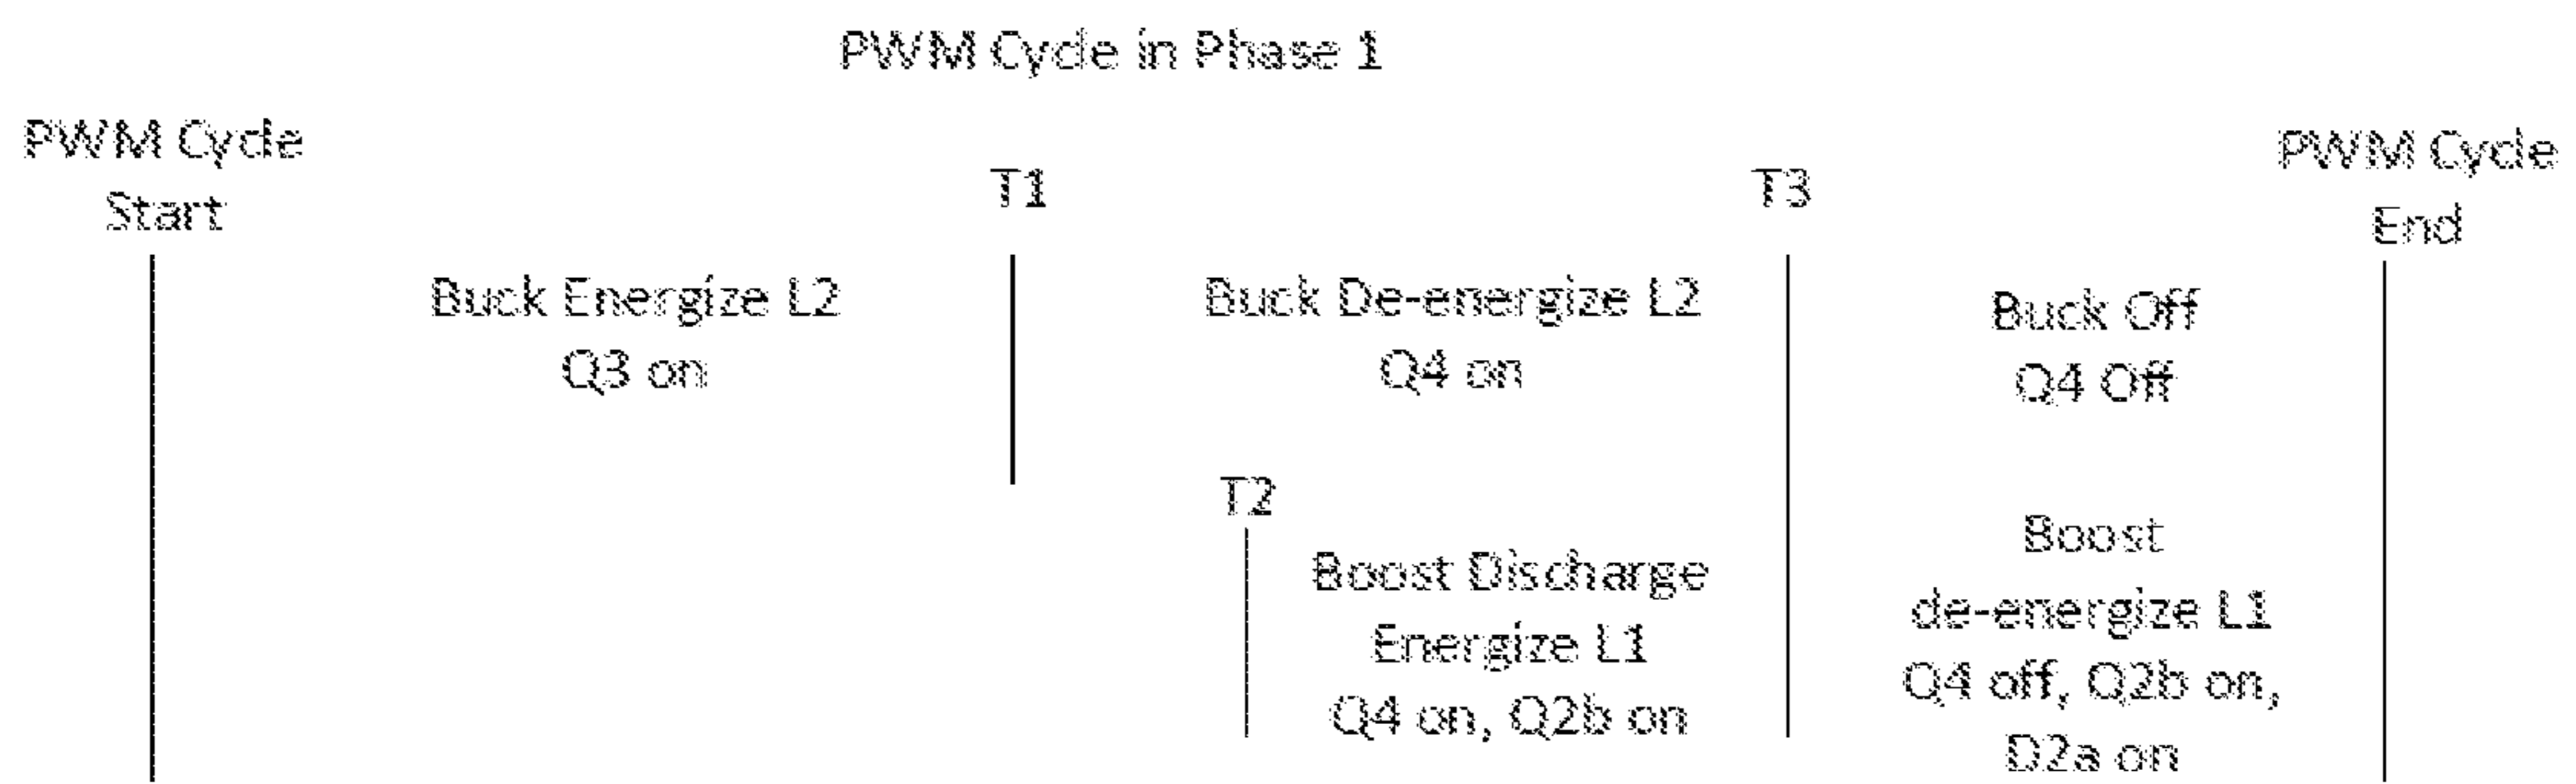 PWM Cycle in Phase 1
PWM Cycle
Start
T1
T3
PWM Cycle
End
Buck Energize L2
Q3 on
Buck De-energize L2
Q4 on
Buck Off
Q4 Off
T2
Boost Discharge
Energize L1
Q4 on, Q2b on
Boost
de-energize L1
Q4 off, Q2b on,
D2a on